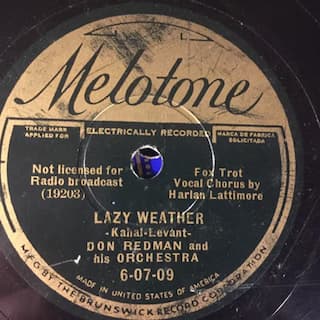 Melotone
TRADE MARK
APPLIED FOR
ELECTRICALLY RECORDED
MARCA DE FABRICA
SOLICITADA
Not licensed for
Radio broadcast
(19203)
Fox Trot
Vocal Chorus by
Harlan Lattimore
LAZY WEATHER
-Kahal-Levant-
DON REDMAN and
his ORCHESTRA
6-07-09
MADE IN UNITED STATES OF AMERICA
MFG BY THE BRUNSWICK RECORD CORPORATION